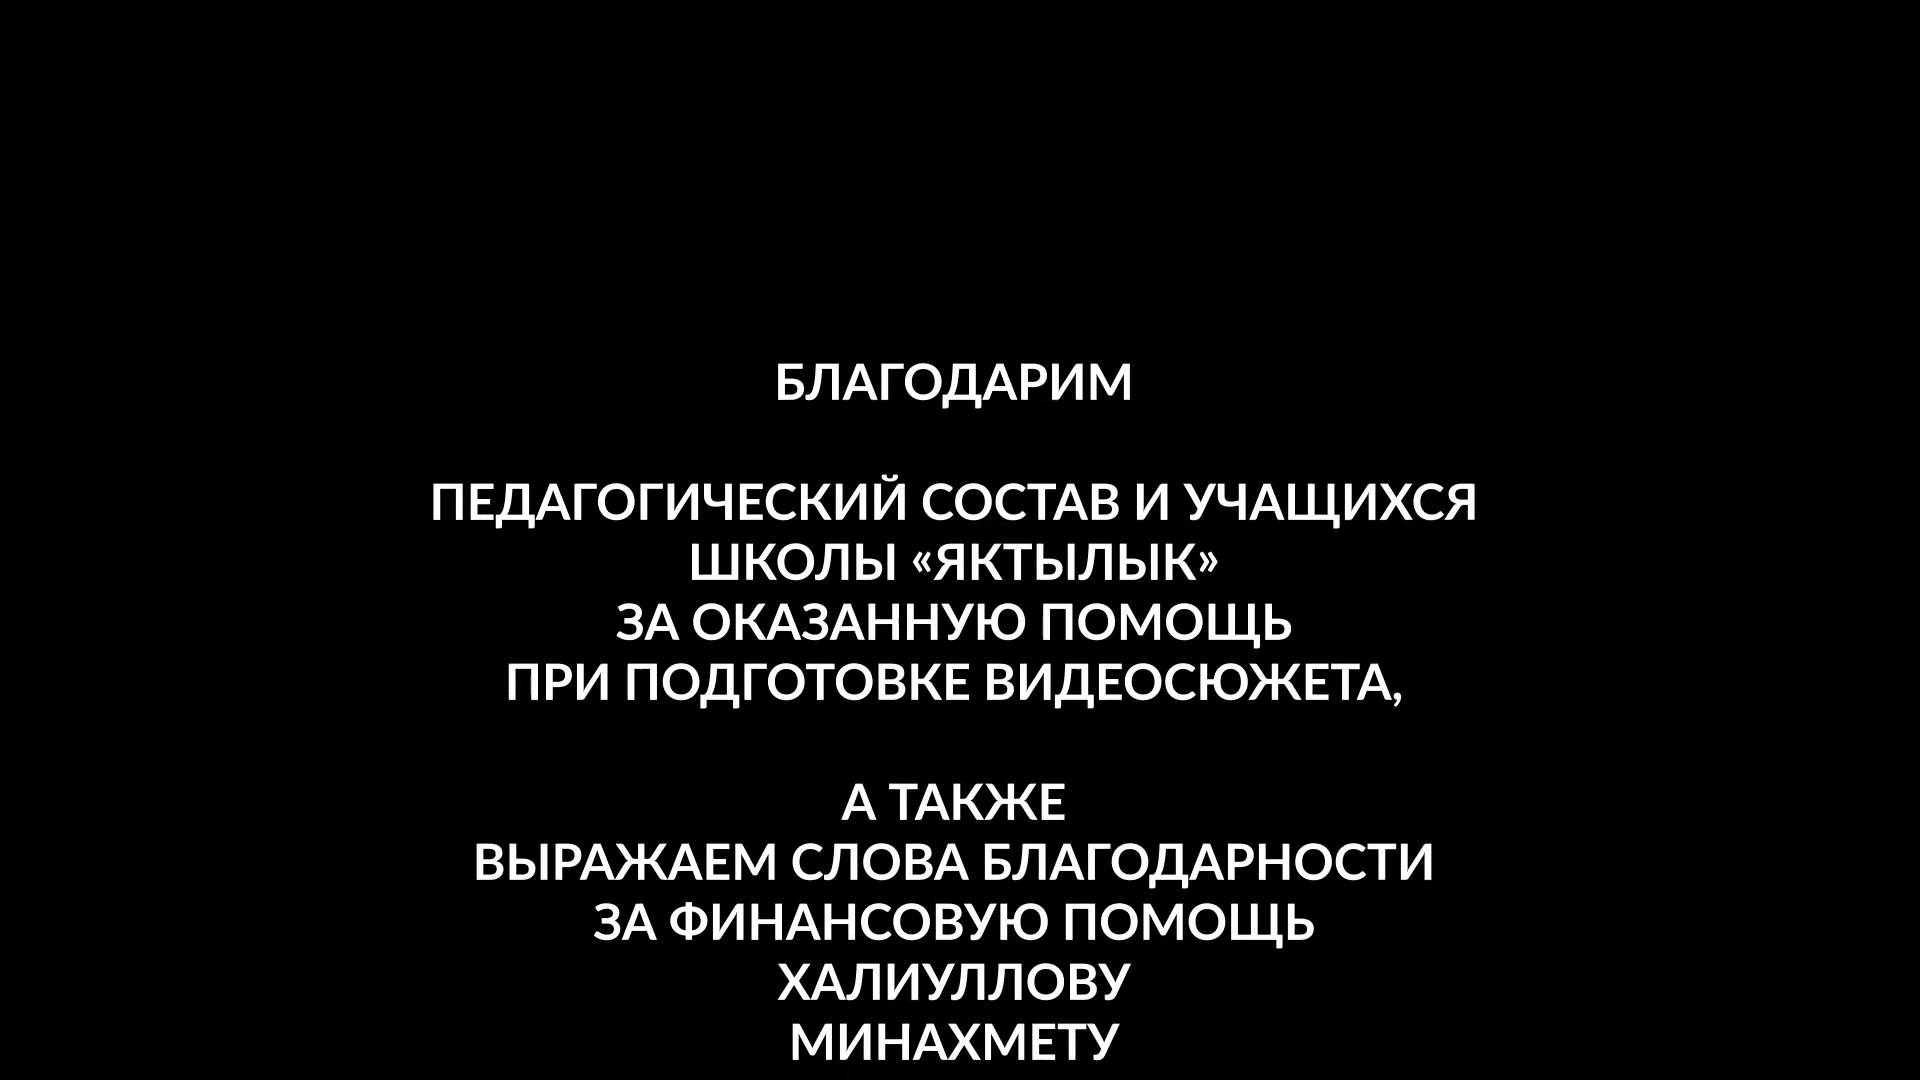 БЛАГОДАРИМ
ПЕДАГОГИЧЕСКИЙ СОСТАВ И УЧАЩИХСЯ
ШКОЛЫ «ЯКТЫЛЫК»
ЗА ОКАЗАННУЮ ПОМОЩЬ
ПРИ ПОДГОТОВКЕ ВИДЕОСЮЖЕТА,
А ТАКЖЕ
ВЫРАЖАЕМ СЛОВА БЛАГОДАРНОСТИ
ЗА ФИНАНСОВУЮ ПОМОЩЬ
ХАЛИУЛЛОВУ
МИНАХМЕТУ